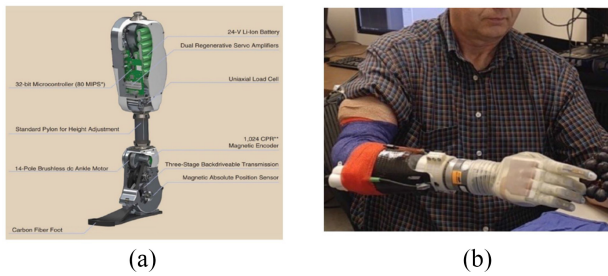 24-V Li-Ion Battery
Dual Regenerative Servo Amplifiers
Uniaxial Load Cell
32-bit Microcontroller (80 MIPS*)
Standard Pylon for Height Adjustment
1,024 CPR**
Magnetic Encoder
14-Pole Brushless dc Ankle Motor
Three-Stage Backdriveable Transmission
Magnetic Absolute Position Sensor
Carbon Fiber Foot
(a)
(b)